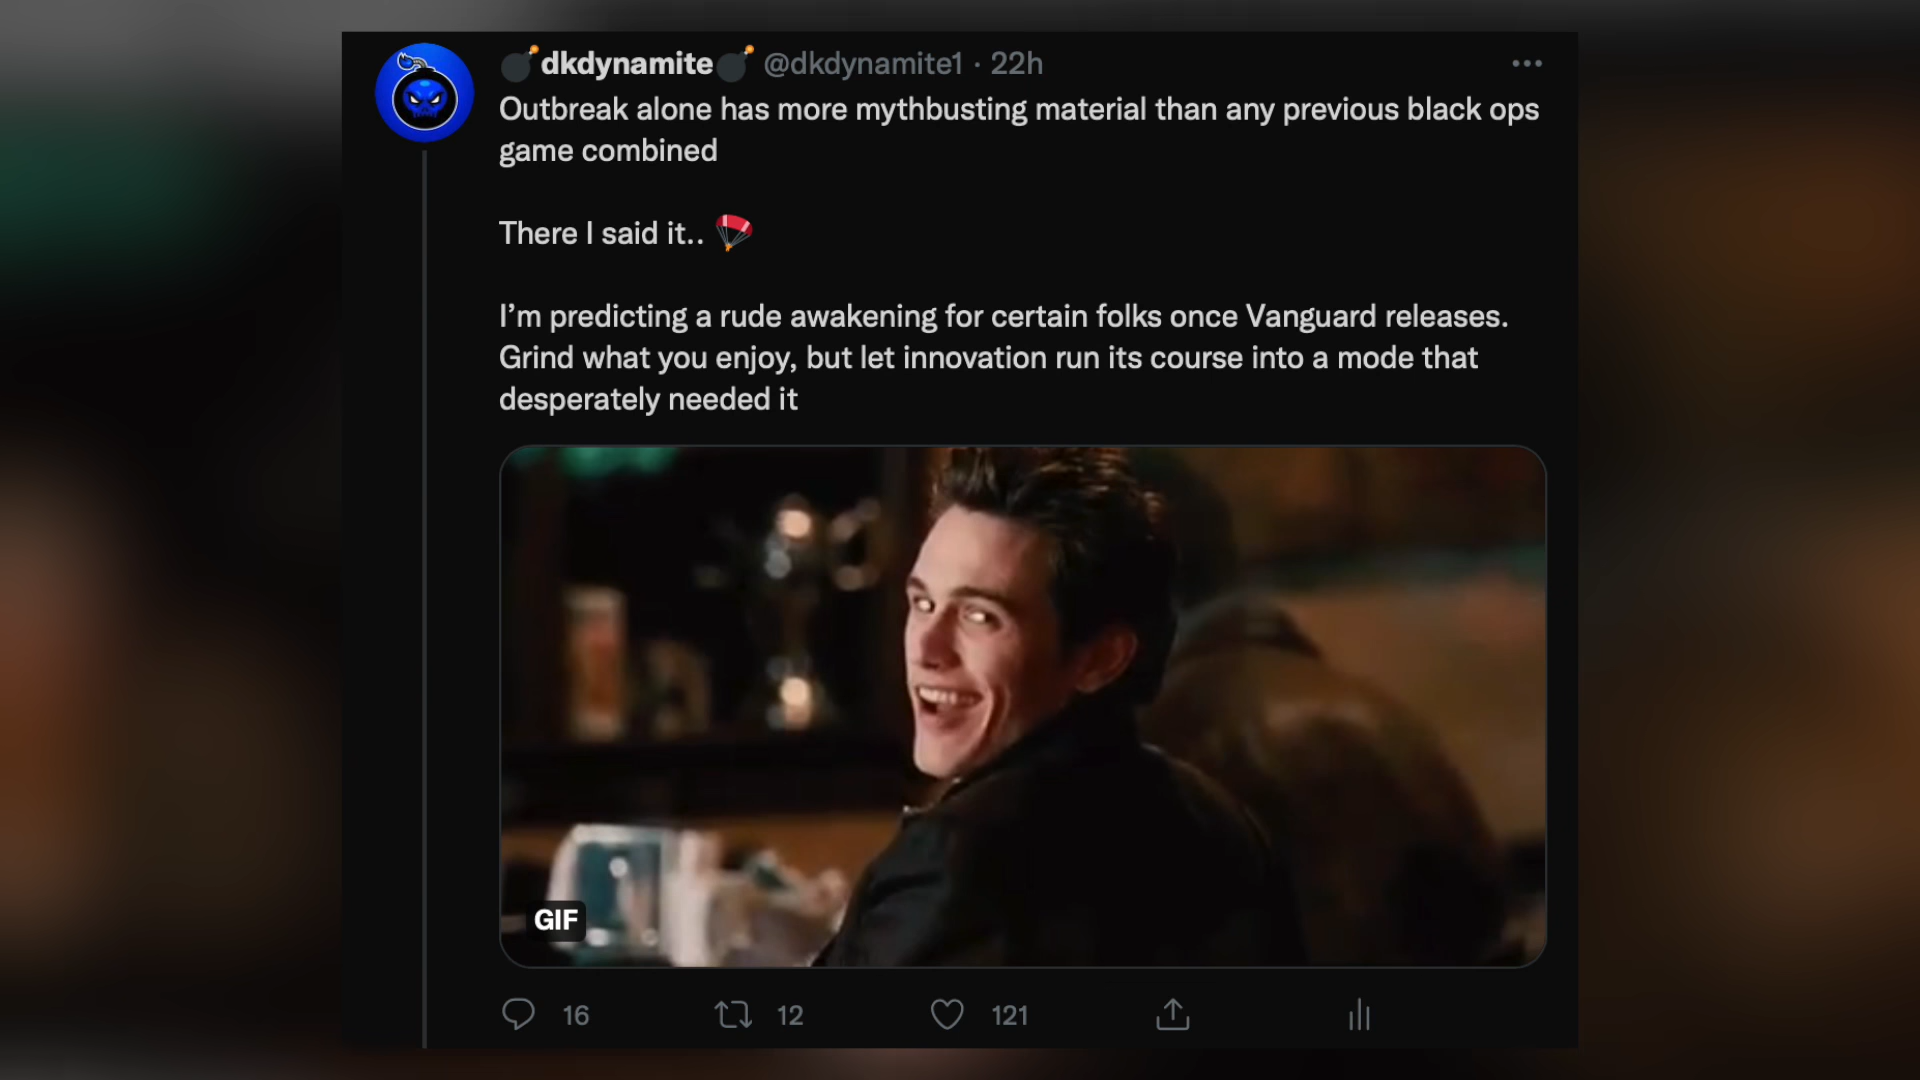 💣dkdynamite💣 @dkdynamite1 · 22h
Outbreak alone has more mythbusting material than any previous black ops
game combined
There I said it.. 🪂
I’m predicting a rude awakening for certain folks once Vanguard releases.
Grind what you enjoy, but let innovation run its course into a mode that
desperately needed it
GIF
16 12 121